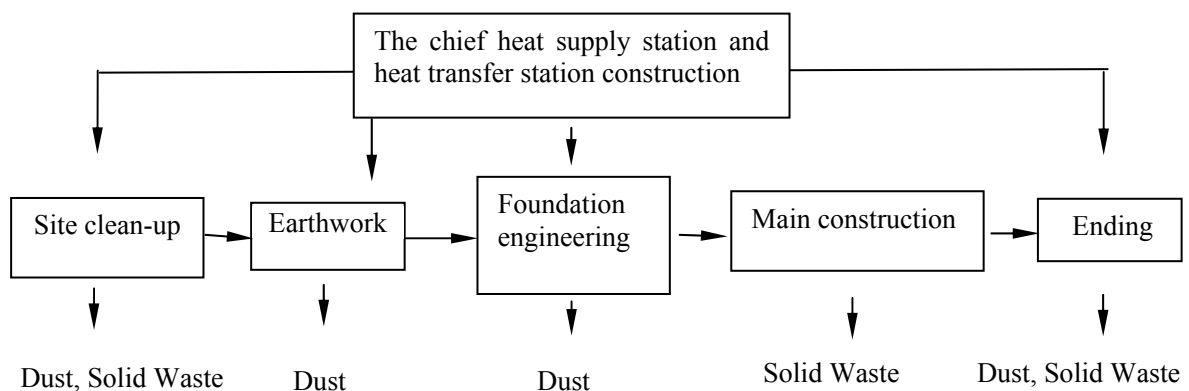 The chief heat supply station and
heat transfer station construction
Site clean-up
Earthwork
Foundation
engineering
Main construction
Ending
Dust, Solid Waste
Dust
Dust
Solid Waste
Dust, Solid Waste